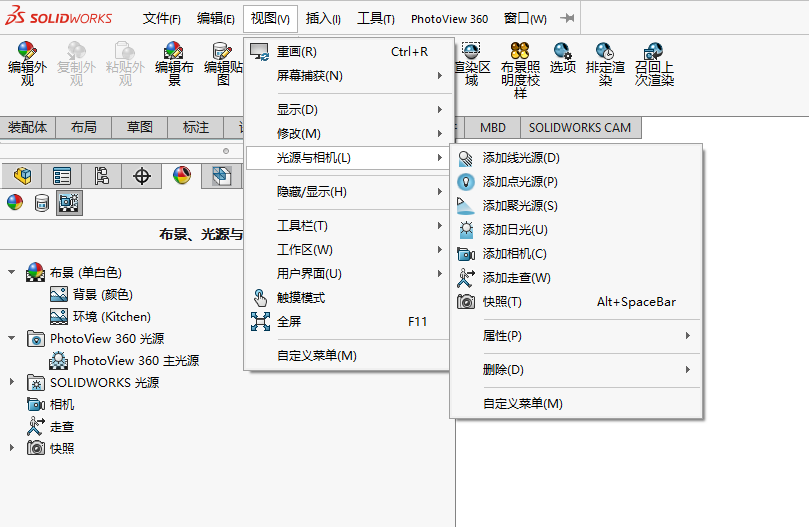 SOLIDWORKS 文件(F) 编辑(E) 视图(V) 插入(I) 工具(T) PhotoView 360 窗口(W)
编辑外观 复制外观 粘贴外观 编辑布景 编辑贴图 渲染区域 布景照明度校样 选项 排定渲染 召回上次渲染
装配体 布局 草图 标注 MBD SOLIDWORKS CAM
重画(R) Ctrl+R
屏幕捕获(N)
显示(D)
修改(M)
光源与相机(L)
隐藏/显示(H)
工具栏(T)
工作区(W)
用户界面(U)
触摸模式
全屏 F11
自定义菜单(M)
添加线光源(D)
添加点光源(P)
添加聚光源(S)
添加日光(U)
添加相机(C)
添加走查(W)
快照(T) Alt+SpaceBar
属性(P)
删除(D)
自定义菜单(M)
布景、光源与
布景 (单白色)
背景 (颜色)
环境 (Kitchen)
PhotoView 360 光源
PhotoView 360 主光源
SOLIDWORKS 光源
相机
走查
快照